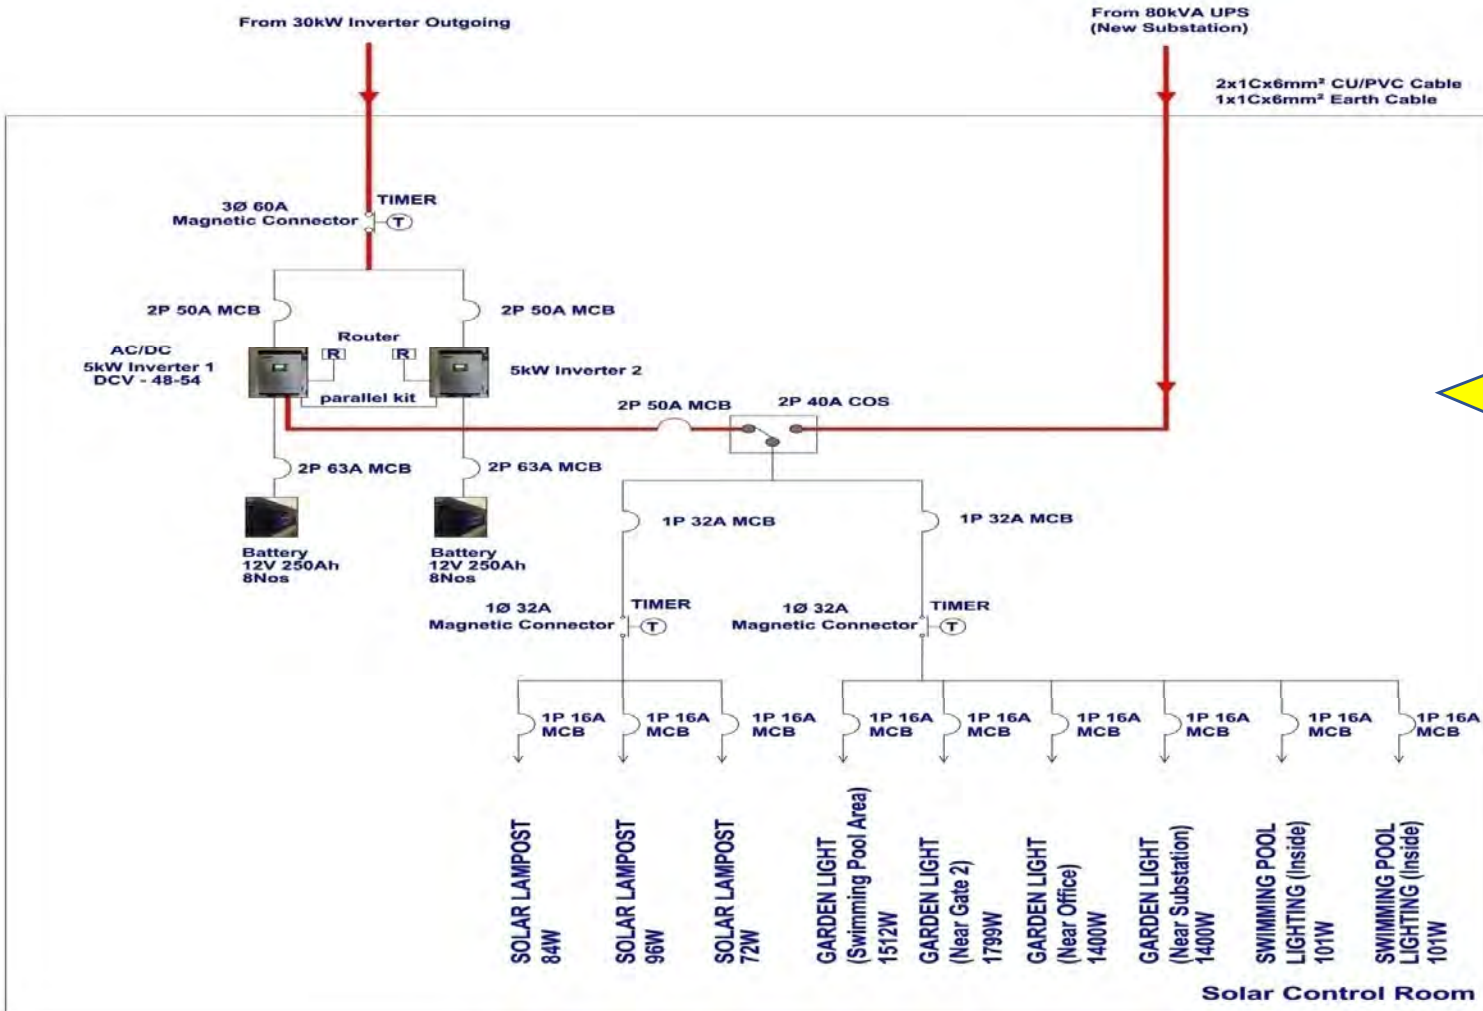 From 30kW Inverter Outgoing
From 80kVA UPS
(New Substation)
2x1Cx6mm² CU/PVC Cable
1x1Cx6mm² Earth Cable
3Ø 60A
Magnetic Connector
TIMER
T
2P 50A MCB
2P 50A MCB
Router
R
R
AC/DC
5kW Inverter 1
DCV - 48-54
5kW Inverter 2
parallel kit
2P 50A MCB
2P 40A COS
2P 63A MCB
2P 63A MCB
Battery
12V 250Ah
8Nos
Battery
12V 250Ah
8Nos
1P 32A MCB
1P 32A MCB
1Ø 32A
Magnetic Connector
TIMER
T
1Ø 32A
Magnetic Connector
TIMER
T
1P 16A
MCB
1P 16A
MCB
1P 16A
MCB
1P 16A
MCB
1P 16A
MCB
1P 16A
MCB
1P 16A
MCB
1P 16A
MCB
1P 16A
MCB
SOLAR LAMPOST
84W
SOLAR LAMPOST
96W
SOLAR LAMPOST
72W
GARDEN LIGHT
(Swimming Pool Area)
1512W
GARDEN LIGHT
(Near Gate 2)
1799W
GARDEN LIGHT
(Near Office)
1400W
GARDEN LIGHT
(Near Substation)
1400W
SWIMMING POOL
LIGHTING (Inside)
101W
SWIMMING POOL
LIGHTING (Inside)
101W
Solar Control Room